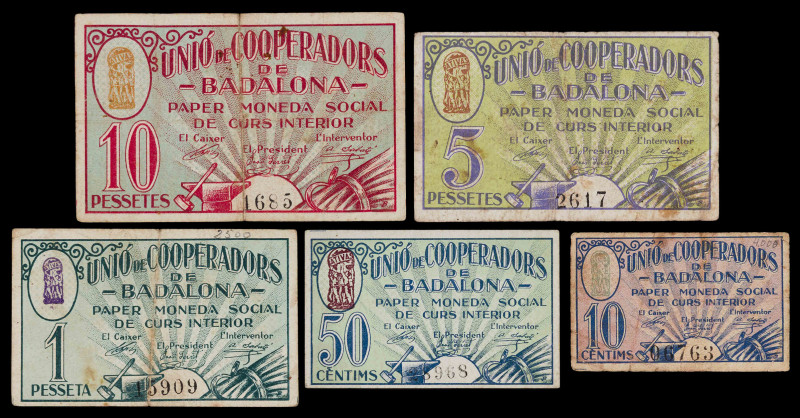 UNIÓ DE COOPERADORS
DE
-BADALONA-
PAPER MONEDA SOCIAL
DE CURS INTERIOR
El Caixer El President L'Interventor
10
PESSETES
1685
UNIÓ DE COOPERADORS
DE
-BADALONA-
PAPER MONEDA SOCIAL
DE CURS INTERIOR
El Caixer El President L'Interventor
5
PESSETES
2617
2500
UNIÓ DE COOPERADORS
DE
-BADALONA-
PAPER MONEDA SOCIAL
DE CURS INTERIOR
El Caixer El President L'Interventor
1
PESSETA
15909
UNIÓ DE COOPERADORS
DE
-BADALONA-
PAPER MONEDA SOCIAL
DE CURS INTERIOR
El Caixer El President L'Interventor
50
CÈNTIMS
3968
4000
UNIÓ DE COOPERADORS
DE
-BADALONA-
PAPER MONEDA SOCIAL
DE CURS INTERIOR
El Caixer El President L'Interventor
10
CÈNTIMS
06763